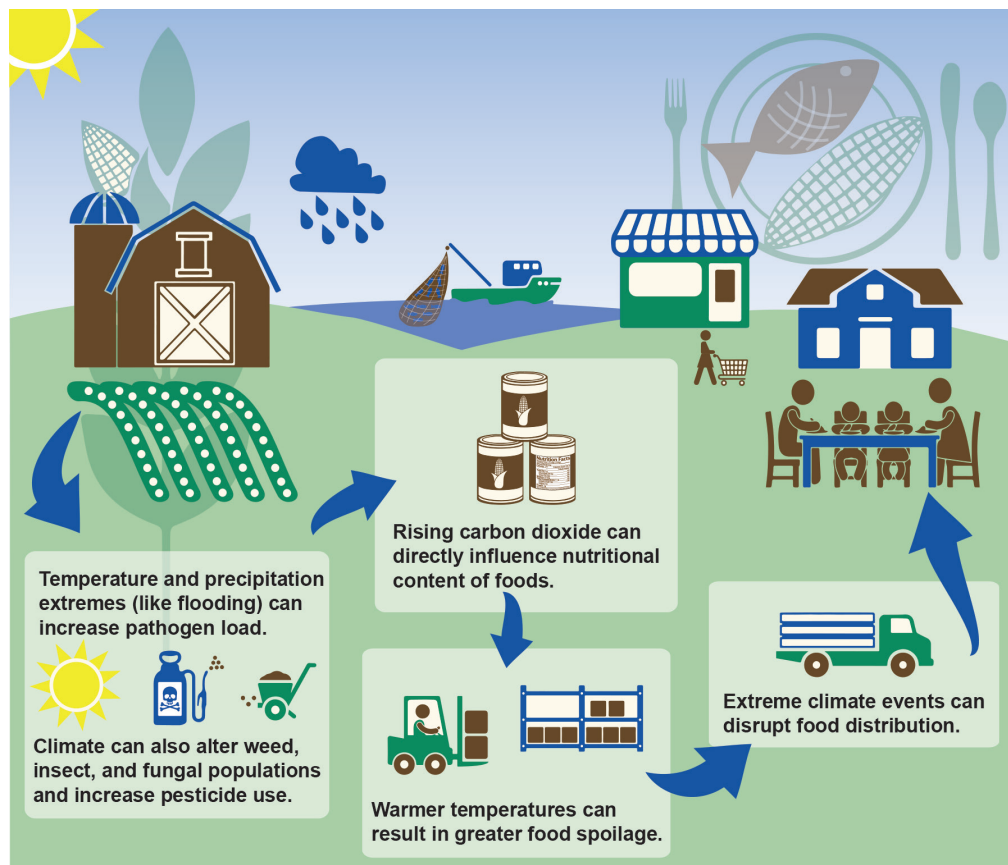 Nutrition Facts
Rising carbon dioxide can
directly influence nutritional
content of foods.
Temperature and precipitation
extremes (like flooding) can
increase pathogen load.
Climate can also alter weed,
insect, and fungal populations
and increase pesticide use.
Warmer temperatures can
result in greater food spoilage.
Extreme climate events can
disrupt food distribution.